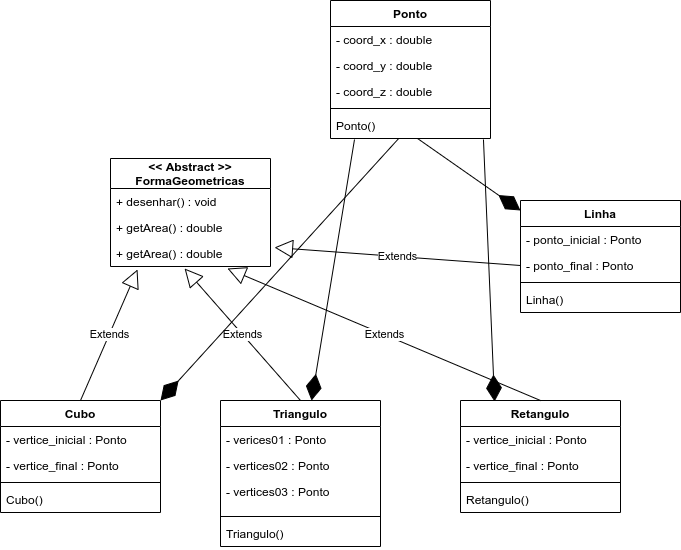 Ponto
- coord_x : double
- coord_y : double
- coord_z : double
Ponto()
<< Abstract >>
FormaGeometricas
+ desenhar() : void
+ getArea() : double
+ getArea() : double
Linha
- ponto_inicial : Ponto
- ponto_final : Ponto
Linha()
Extends
Extends
Extends
Extends
Cubo
- vertice_inicial : Ponto
- vertice_final : Ponto
Cubo()
Triangulo
- verices01 : Ponto
- vertices02 : Ponto
- vertices03 : Ponto
Triangulo()
Retangulo
- vertice_inicial : Ponto
- vertice_final : Ponto
Retangulo()